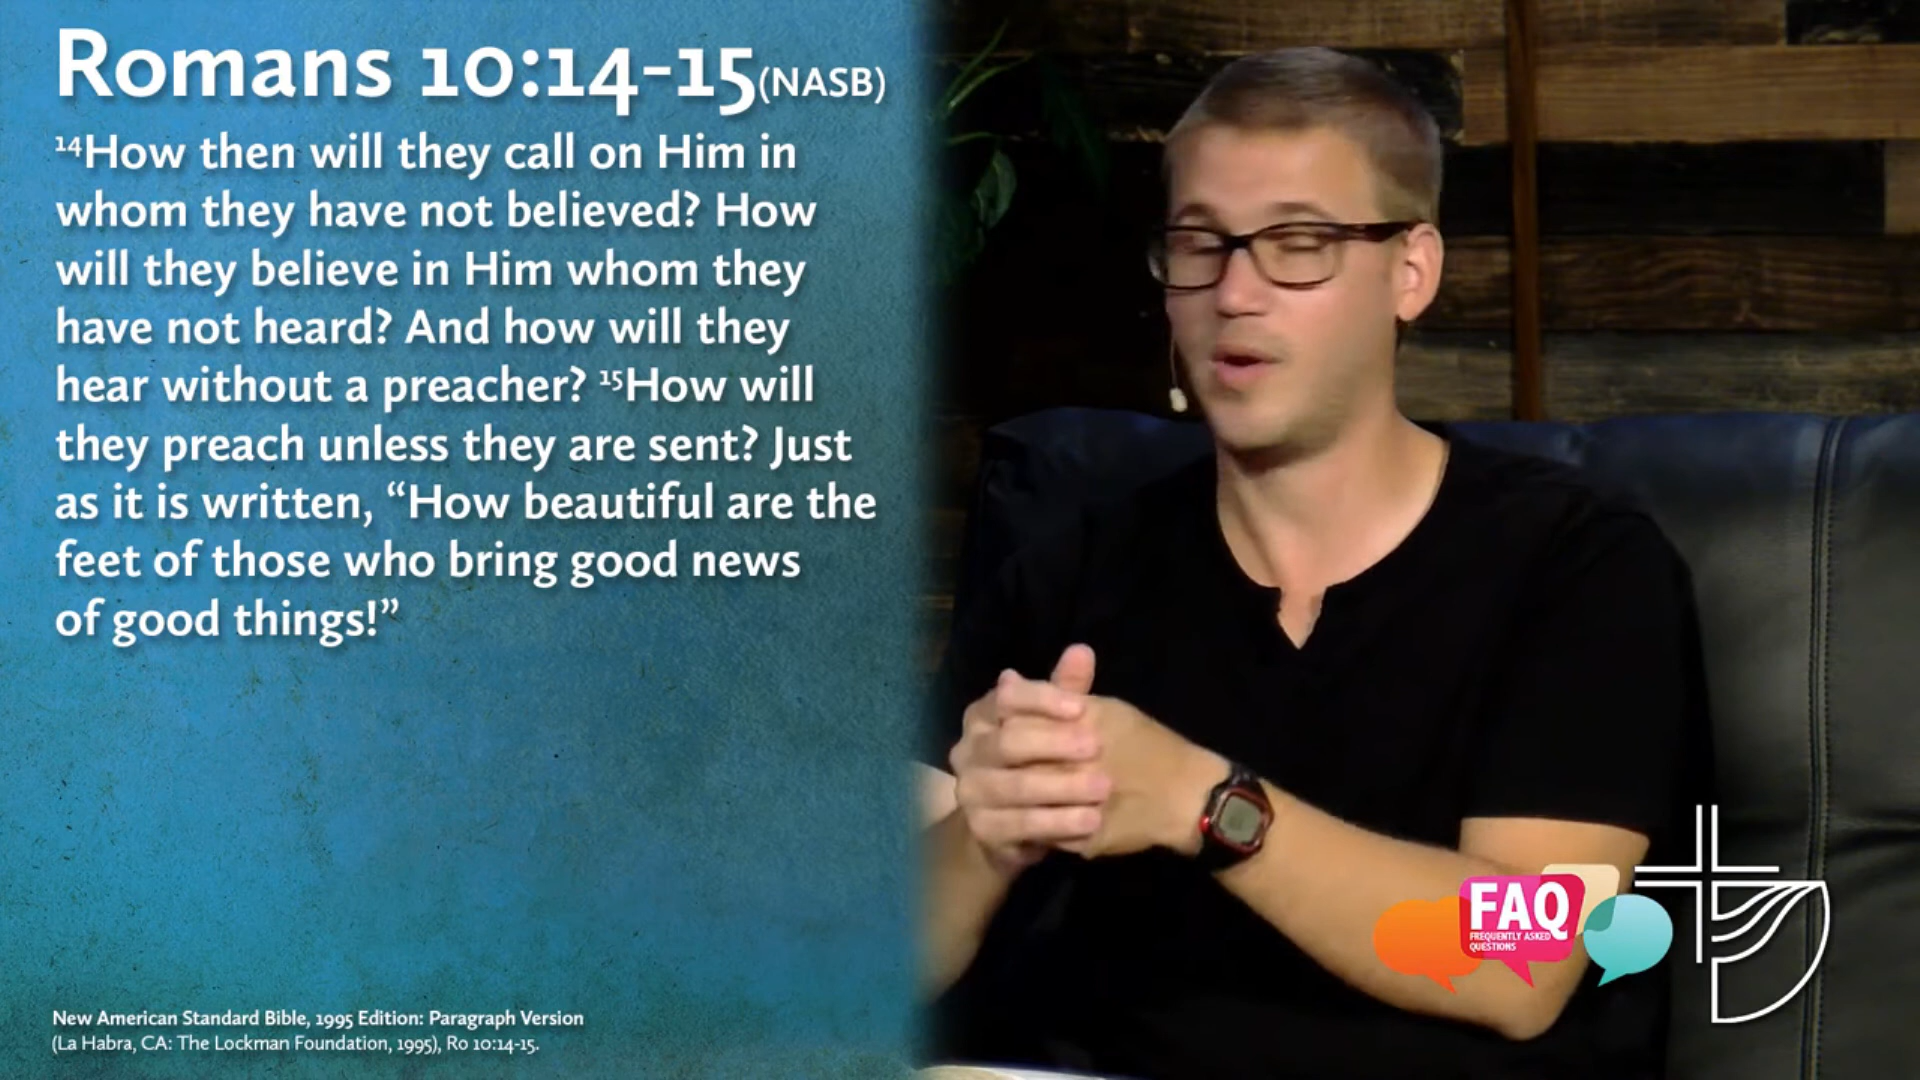 Romans 10:14-15 (NASB)
¹⁴How then will they call on Him in
whom they have not believed? How
will they believe in Him whom they
have not heard? And how will they
hear without a preacher? ¹⁵How will
they preach unless they are sent? Just
as it is written, “How beautiful are the
feet of those who bring good news
of good things!”
New American Standard Bible, 1995 Edition: Paragraph Version
(La Habra, CA: The Lockman Foundation, 1995), Ro 10:14-15.
FAQ
FREQUENTLY ASKED
QUESTIONS